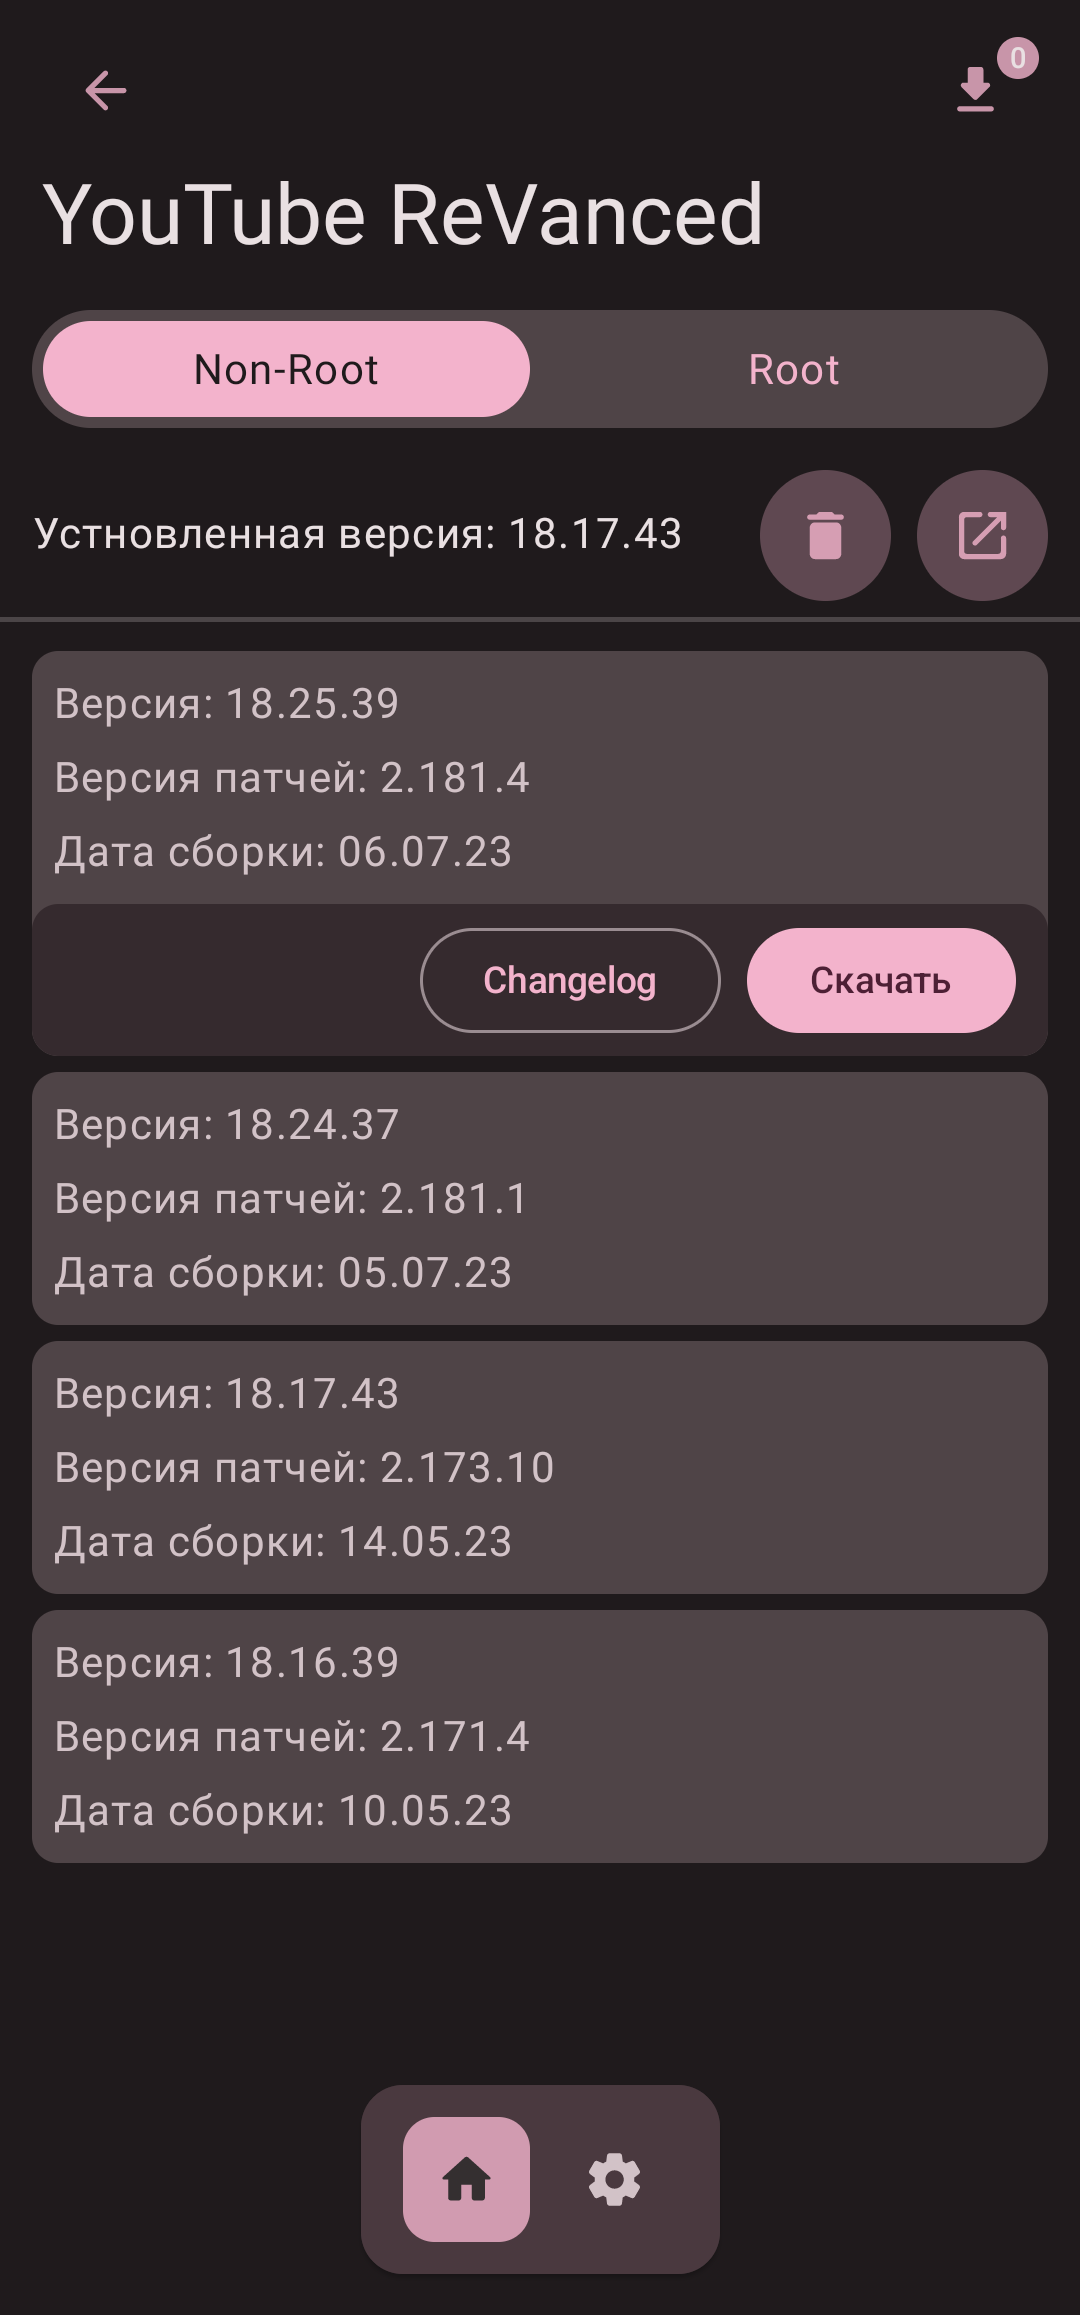 0
YouTube ReVanced
Non-Root
Root
Устновленная версия: 18.17.43
Версия: 18.25.39
Версия патчей: 2.181.4
Дата сборки: 06.07.23
Changelog
Скачать
Версия: 18.24.37
Версия патчей: 2.181.1
Дата сборки: 05.07.23
Версия: 18.17.43
Версия патчей: 2.173.10
Дата сборки: 14.05.23
Версия: 18.16.39
Версия патчей: 2.171.4
Дата сборки: 10.05.23